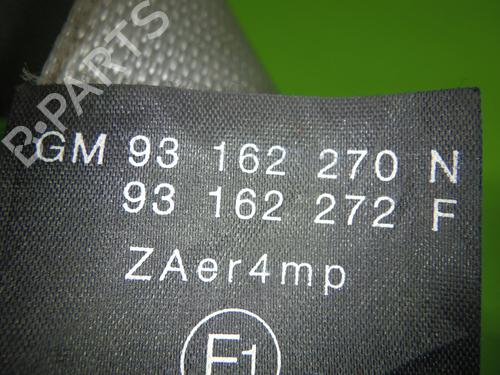 B-PARTS
GM 93 162 270 N
93 162 272 F
ZAer4mp
E1